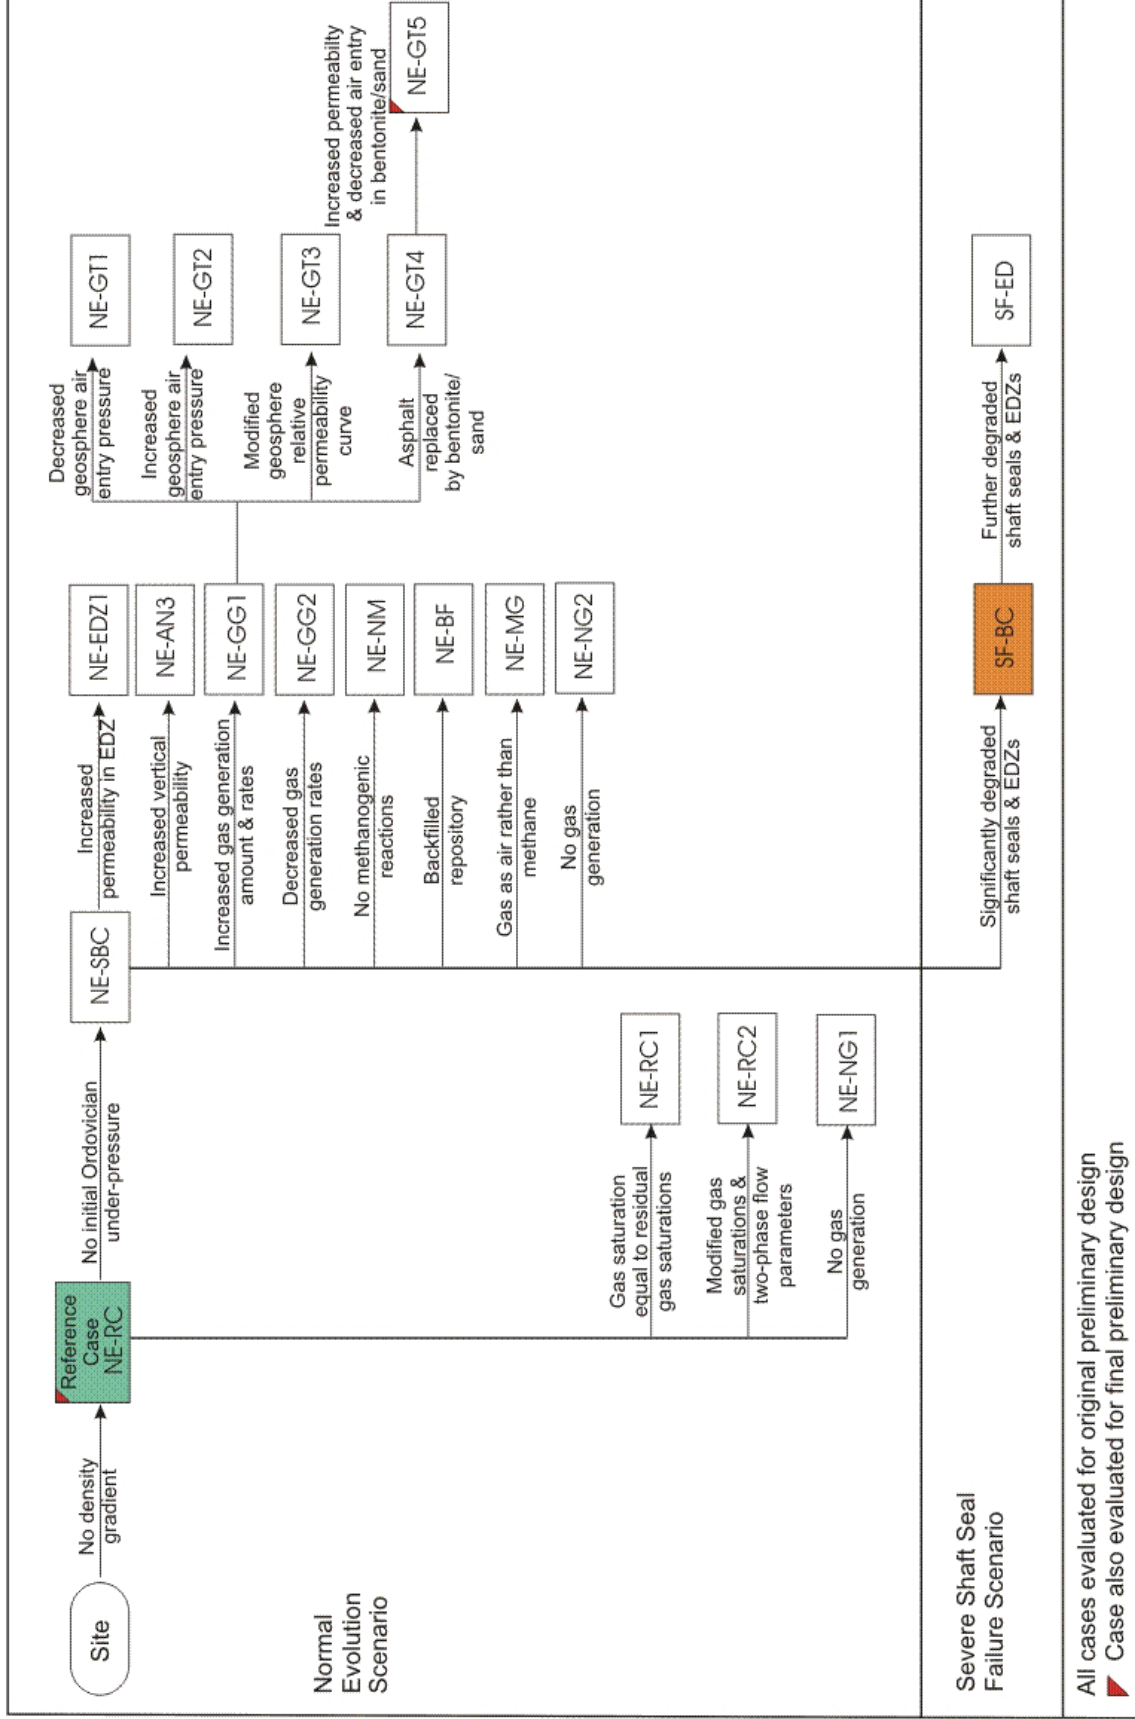 Site
No density
gradient
Reference
Case
NE-RC
No initial Ordovician
under-pressure
NE-SBC
Increased
permeability in EDZ
NE-EDZ1
Increased vertical
permeability
NE-AN3
Increased gas generation
amount & rates
NE-GG1
Decreased gas
generation rates
NE-GG2
No methanogenic
reactions
NE-NM
Backfilled
repository
NE-BF
Gas as air rather than
methane
NE-MG
No gas
generation
NE-NG2
Decreased
geosphere air
entry pressure
NE-GT1
Increased
geosphere air
entry pressure
NE-GT2
Modified
geosphere
relative
permeability
curve
NE-GT3
Asphalt
replaced
by bentonite/
sand
NE-GT4
Increased permeabilty
& decreased air entry
in bentonite/sand
NE-GT5
Gas saturation
equal to residual
gas saturations
NE-RC1
Modified gas
saturations &
two-phase flow
parameters
NE-RC2
No gas
generation
NE-NG1
Normal
Evolution
Scenario
Severe Shaft Seal
Failure Scenario
Significantly degraded
shaft seals & EDZs
SF-BC
Further degraded
shaft seals & EDZs
SF-ED
All cases evaluated for original preliminary design
Case also evaluated for final preliminary design